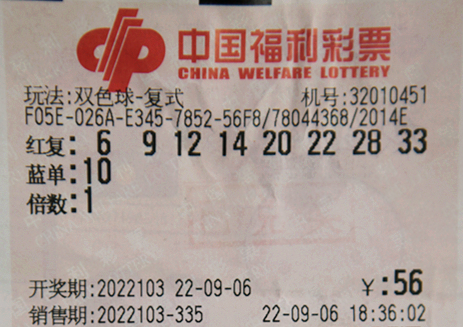 中国福利彩票
CHINA WELFARE LOTTERY
玩法:双色球-复式 机号:32010451
F05E-026A-E345-7852-56F8/78044368/2014E
红复: 6 9 12 14 20 22 28 33
蓝单:10
倍数:1
开奖期:2022103 22-09-06 ¥:56
销售期:2022103-335 22-09-06 18:36:02